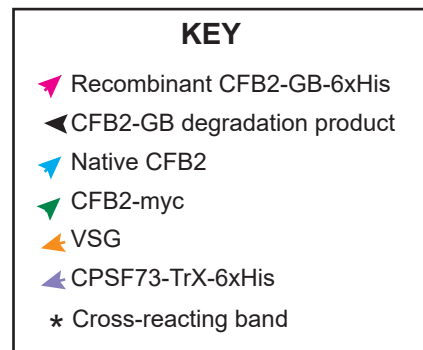 KEY
Recombinant CFB2-GB-6xHis
CFB2-GB degradation product
Native CFB2
CFB2-myc
VSG
CPSF73-TrX-6xHis
* Cross-reacting band